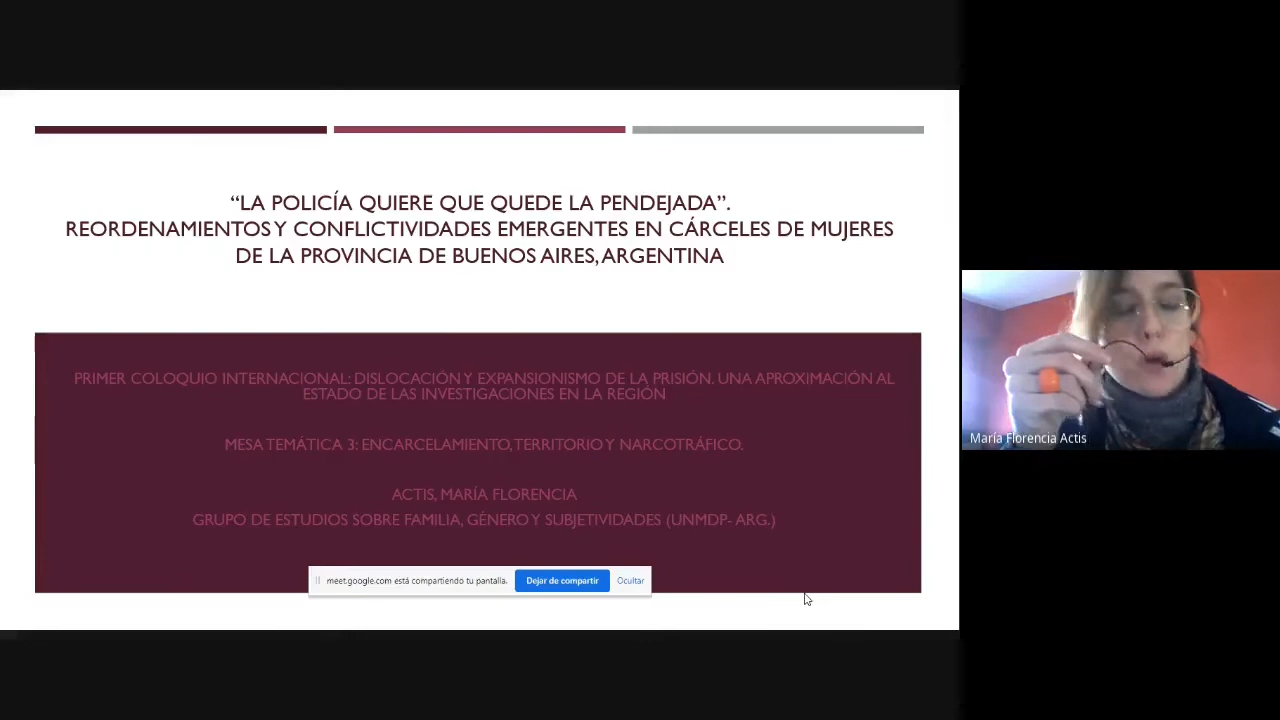 “LA POLICÍA QUIERE QUE QUEDE LA PENDEJADA”.
REORDENAMIENTOS Y CONFLICTIVIDADES EMERGENTES EN CÁRCELES DE MUJERES
DE LA PROVINCIA DE BUENOS AIRES, ARGENTINA
PRIMER COLOQUIO INTERNACIONAL: DISLOCACIÓN Y EXPANSIONISMO DE LA PRISIÓN. UNA APROXIMACIÓN AL
ESTADO DE LAS INVESTIGACIONES EN LA REGIÓN
MESA TEMÁTICA 3: ENCARCELAMIENTO, TERRITORIO Y NARCOTRÁFICO.
ACTIS, MARÍA FLORENCIA
GRUPO DE ESTUDIOS SOBRE FAMILIA, GÉNERO Y SUBJETIVIDADES (UNMDP- ARG.)
meet.google.com está compartiendo tu pantalla. Dejar de compartir Ocultar
María Florencia Actis